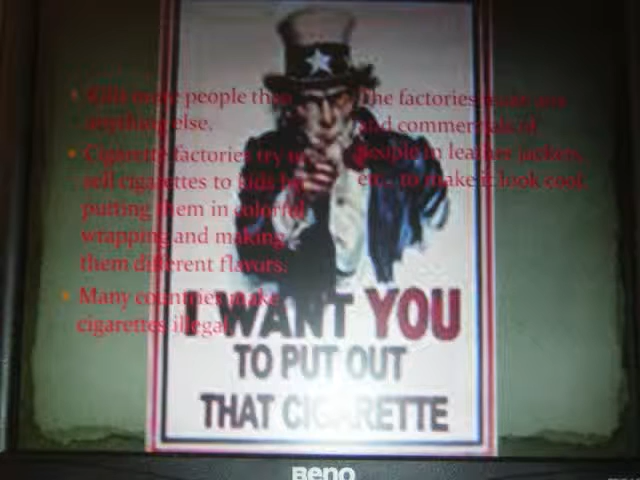 Kills more people than
anything else.
Cigarette factories try to
sell cigarettes to kids by
putting them in colorful
wrapping and making
them different flavors.
Many countries make
cigarettes illegal.
The factories make ads
and commercials of
people in leather jackets,
etc., to make it look cool.
I WANT YOU
TO PUT OUT
THAT CIGARETTE
BenQ